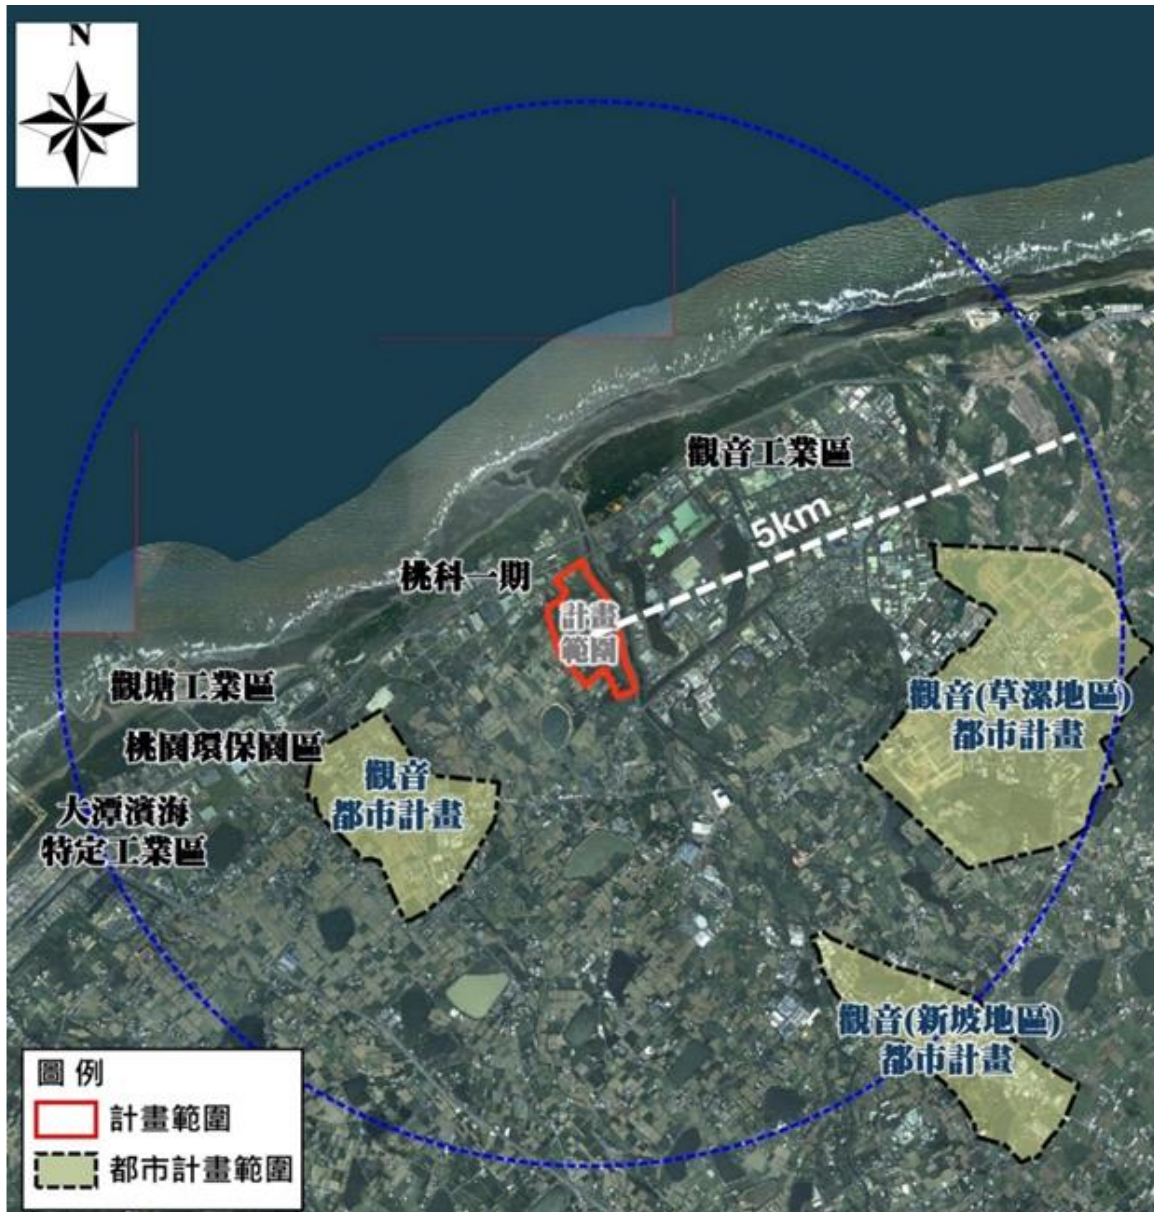 N
觀音工業區
5km
桃科一期
計畫
範圍
觀塘工業區
桃園環保園區
觀音(草漯地區)
都市計畫
觀音
都市計畫
大潭濱海
特定工業區
觀音(新坡地區)
都市計畫
圖例
計畫範圍
都市計畫範圍